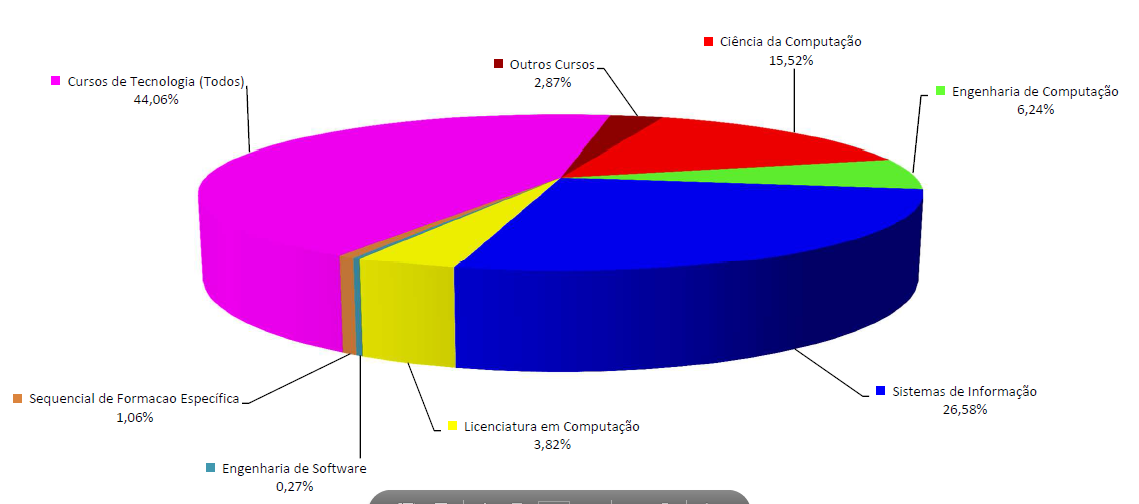 Ciência da Computação
15,52%
Outros Cursos
2,87%
Cursos de Tecnologia (Todos)
44,06%
Engenharia de Computação
6,24%
Sequencial de Formacao Específica
1,06%
Sistemas de Informação
26,58%
Licenciatura em Computação
3,82%
Engenharia de Software
0,27%